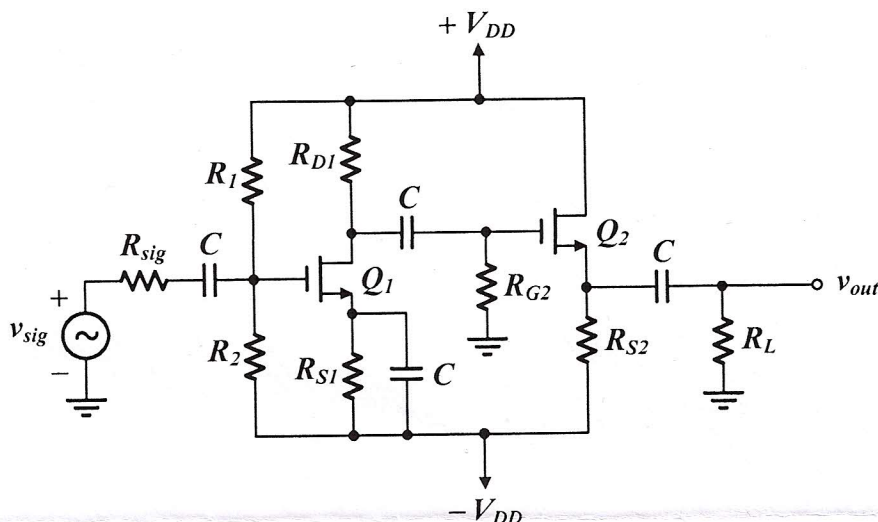 + V_DD
R_D1
R_1
C
Q_2
C
R_sig
C
Q_1
R_G2
v_out
+
v_sig
−
R_2
R_S1
C
R_S2
R_L
− V_DD